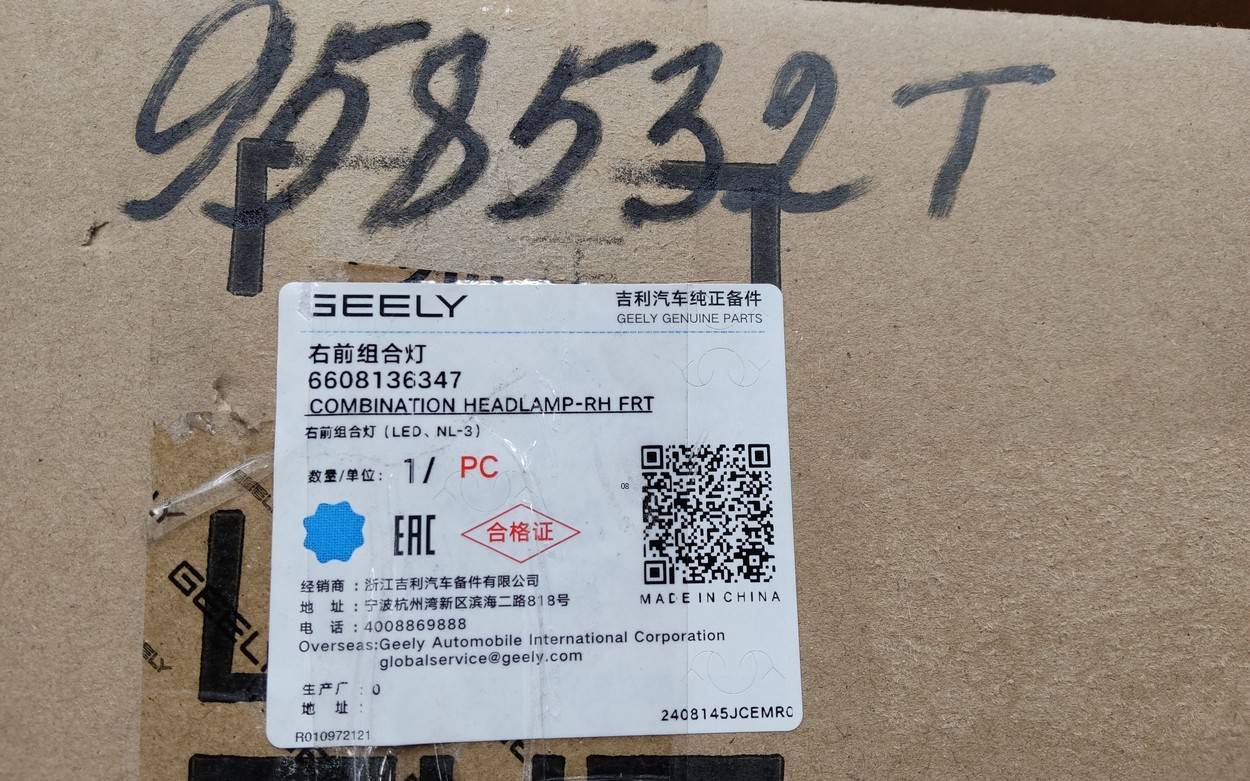 958532 T
GEELY
吉利汽车纯正备件
GEELY GENUINE PARTS
右前组合灯
6608136347
COMBINATION HEADLAMP-RH FRT
右前组合灯(LED、NL-3)
数量/单位: 1/ PC
08
EAC
合格证
MADE IN CHINA
经销商:浙江吉利汽车备件有限公司
地 址:宁波杭州湾新区滨海二路818号
电 话:4008869888
Overseas:Geely Automobile International Corporation
globalservice@geely.com
生产厂:0
地 址:
2408145JCEMRC
R010972121
GEELY